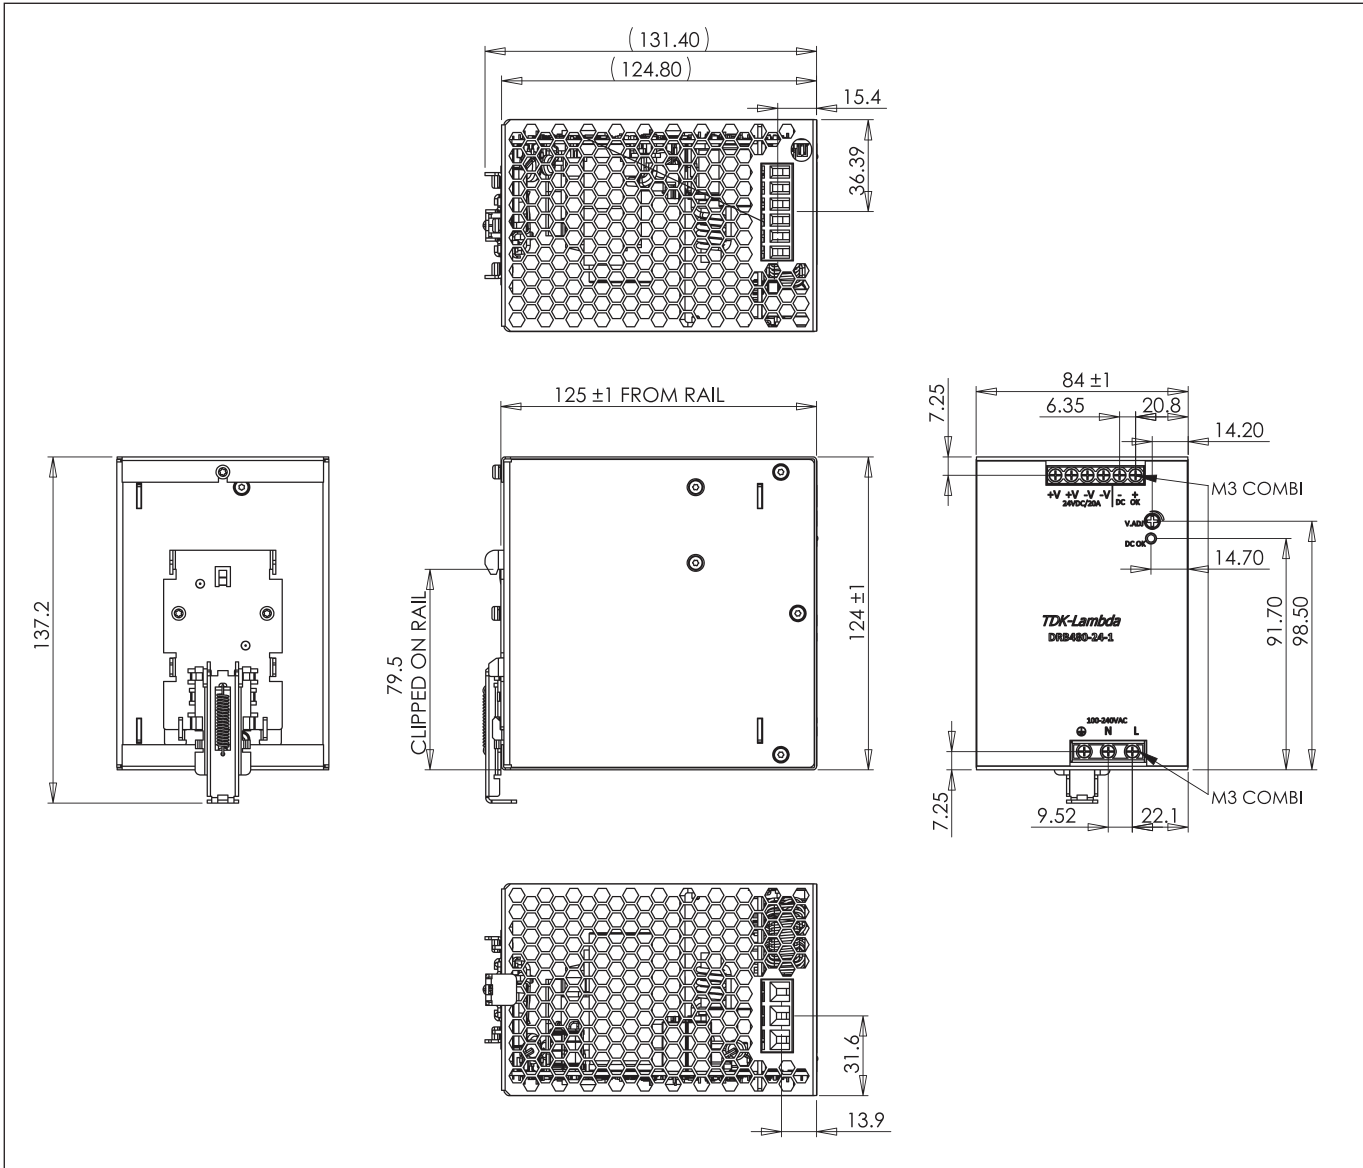 (131.40)
(124.80)
15.4
36.39
125 ±1 FROM RAIL
84 ±1
7.25
6.35
20.8
14.20
M3 COMBI
+V +V -V -V - +
24VDC/20A DC OK
V.ADJ
DC OK
14.70
137.2
79.5
CLIPPED ON RAIL
124 ±1
91.70
98.50
TDK-Lambda
DRB480-24-1
100-240VAC
N L
M3 COMBI
7.25
9.52
22.1
31.6
13.9